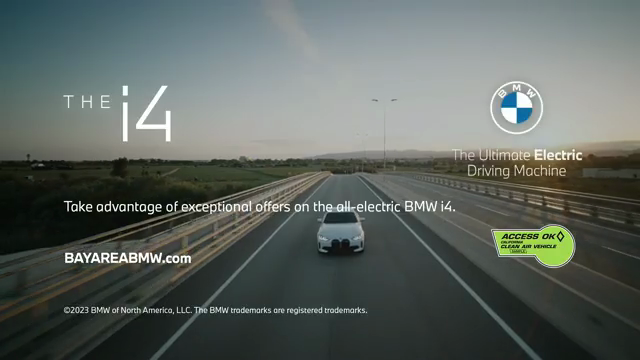 THE i4
BMW
The Ultimate Electric
Driving Machine
Take advantage of exceptional offers on the all-electric BMW i4.
ACCESS OK
CALIFORNIA
CLEAN AIR VEHICLE
SAMPLE
BAYAREABMW.com
©2023 BMW of North America, LLC. The BMW trademarks are registered trademarks.